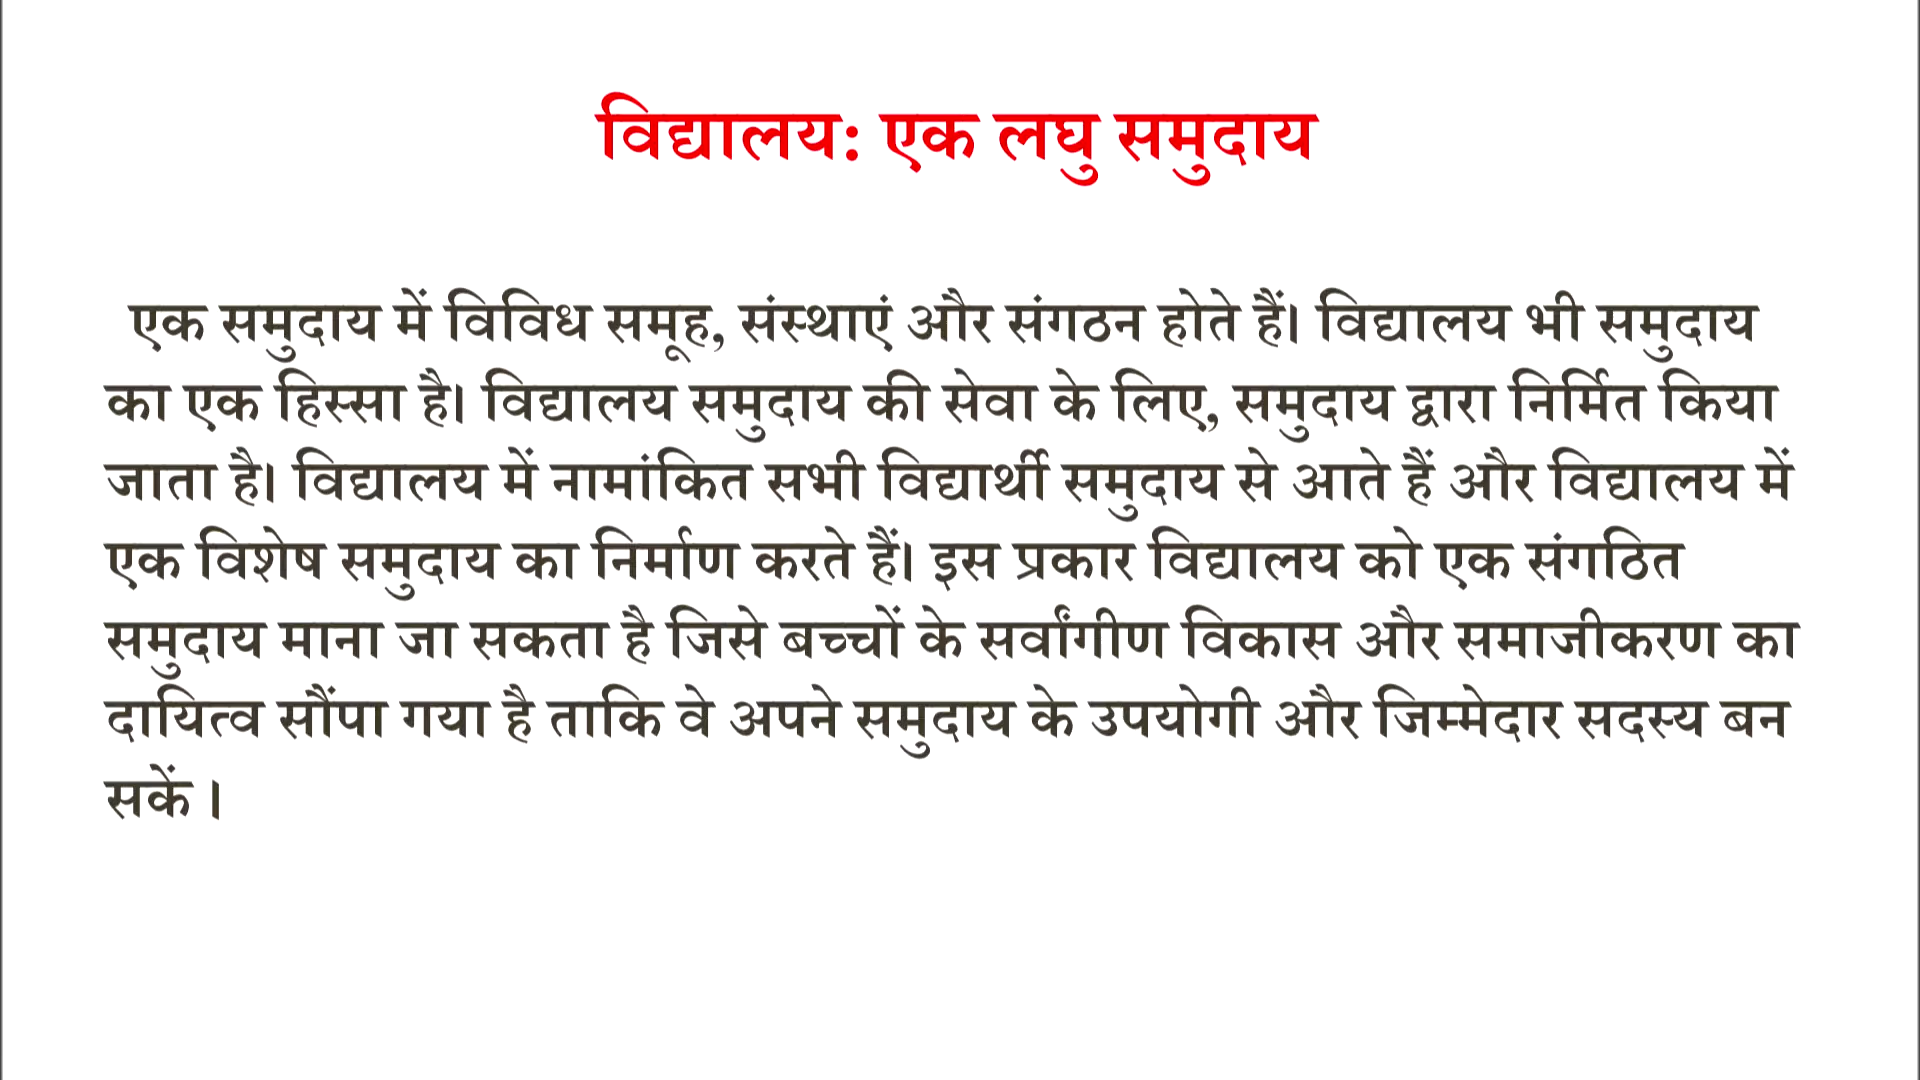 विद्यालय: एक लघु समुदाय
एक समुदाय में विविध समूह, संस्थाएं और संगठन होते हैं। विद्यालय भी समुदाय
का एक हिस्सा है। विद्यालय समुदाय की सेवा के लिए, समुदाय द्वारा निर्मित किया
जाता है। विद्यालय में नामांकित सभी विद्यार्थी समुदाय से आते हैं और विद्यालय में
एक विशेष समुदाय का निर्माण करते हैं। इस प्रकार विद्यालय को एक संगठित
समुदाय माना जा सकता है जिसे बच्चों के सर्वांगीण विकास और समाजीकरण का
दायित्व सौंपा गया है ताकि वे अपने समुदाय के उपयोगी और जिम्मेदार सदस्य बन
सकें ।